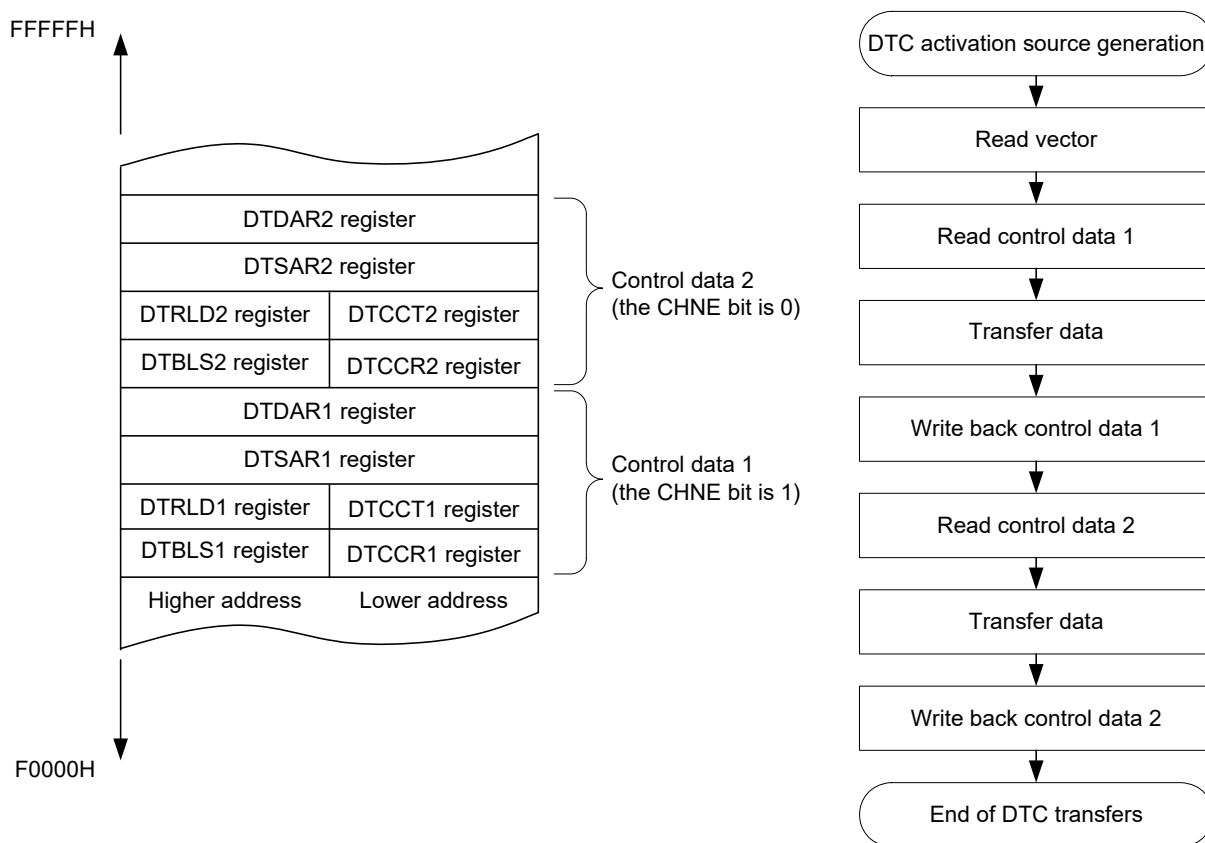 FFFFFH
DTDAR2 register
DTSAR2 register
DTRLD2 register DTCCT2 register
DTBLS2 register DTCCR2 register
DTDAR1 register
DTSAR1 register
DTRLD1 register DTCCT1 register
DTBLS1 register DTCCR1 register
Higher address Lower address
F0000H
Control data 2
(the CHNE bit is 0)
Control data 1
(the CHNE bit is 1)
DTC activation source generation
Read vector
Read control data 1
Transfer data
Write back control data 1
Read control data 2
Transfer data
Write back control data 2
End of DTC transfers